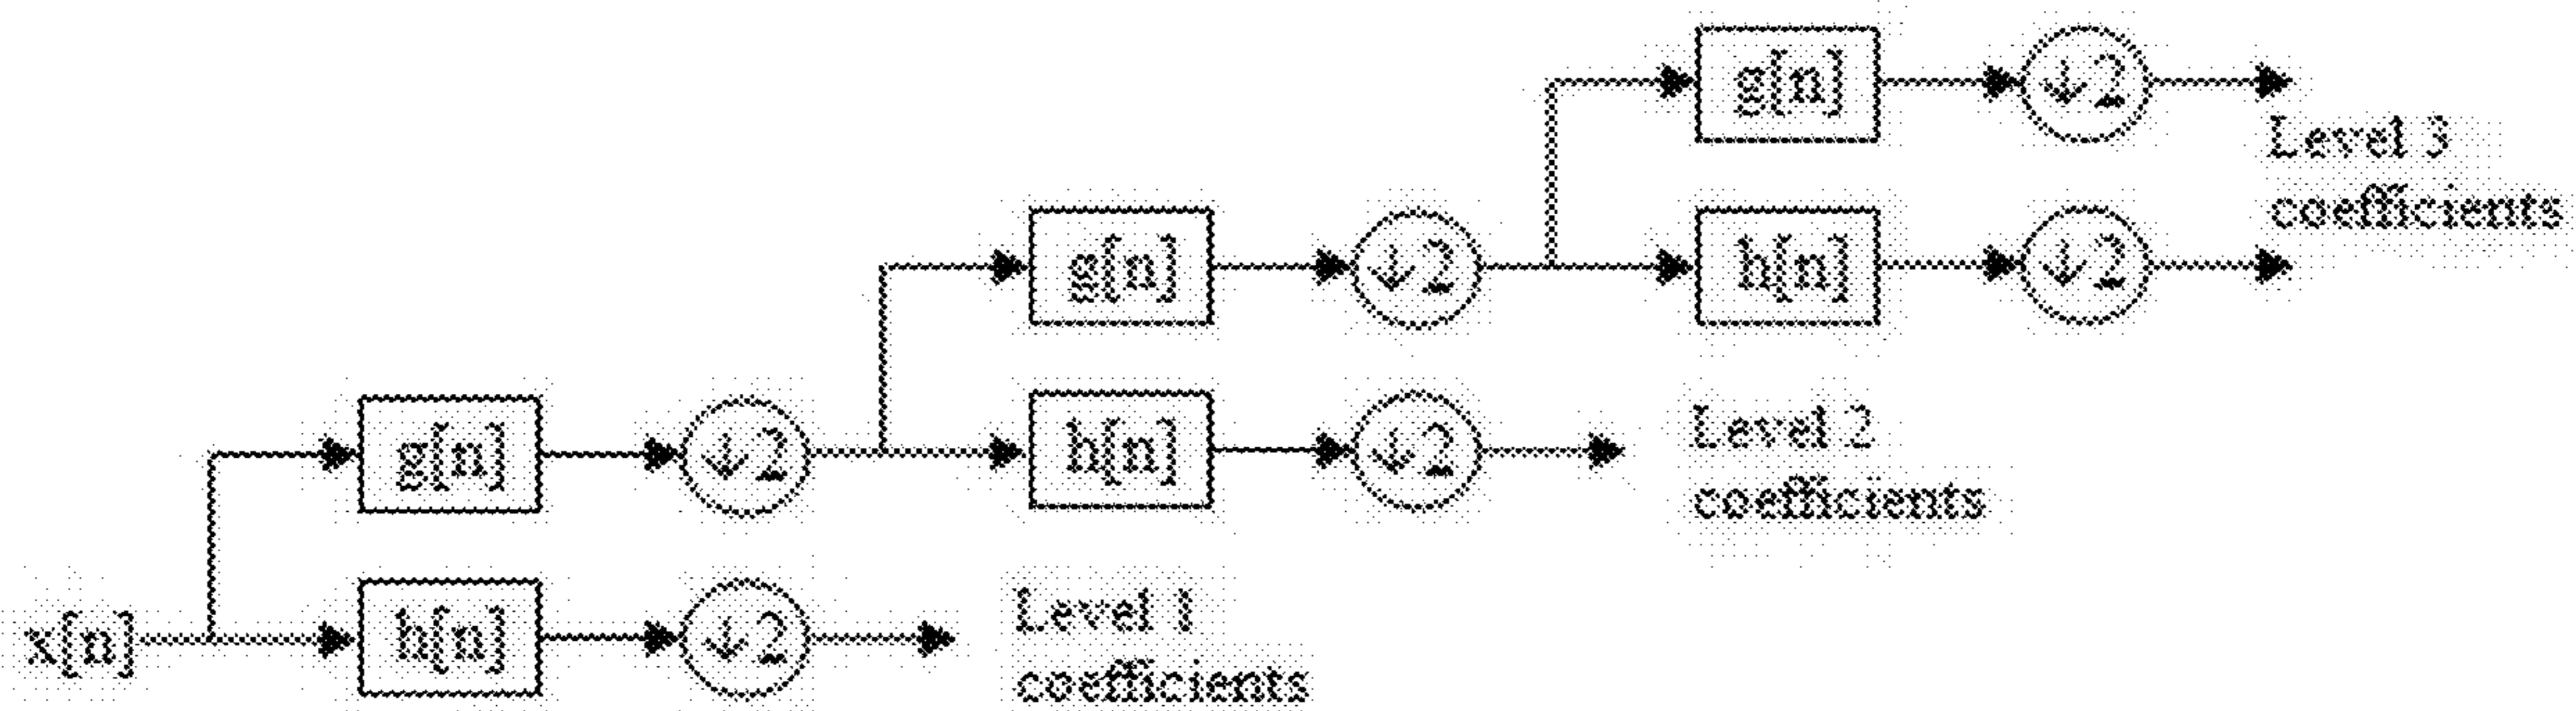 g[n]
↓2
Level 3
coefficients
g[n]
↓2
h[n]
↓2
g[n]
↓2
h[n]
↓2
Level 2
coefficients
x[n]
h[n]
↓2
Level 1
coefficients